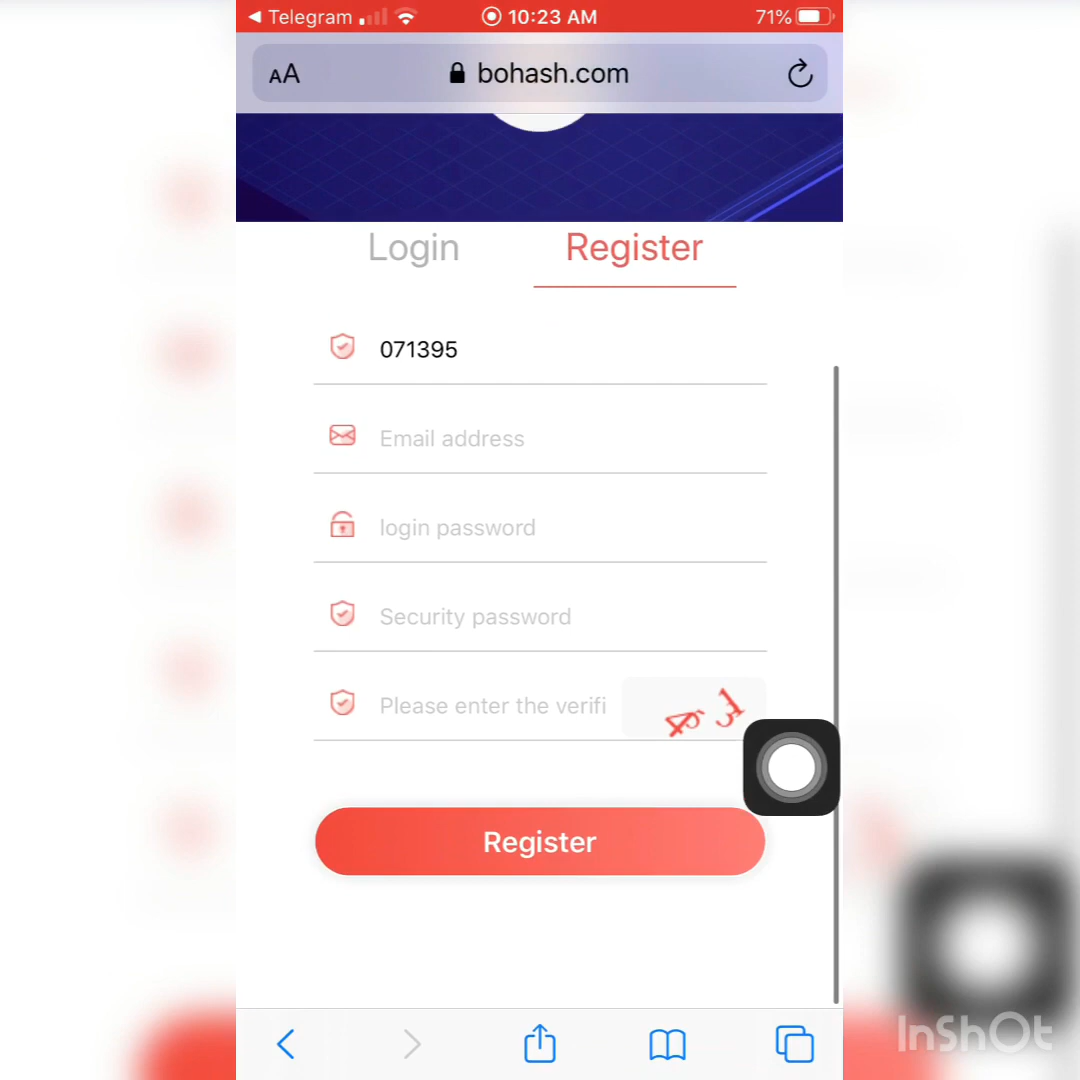 Telegram 10:23 AM 71%
AA bohash.com
Login Register
071395
Email address
login password
Security password
Please enter the verifi
Register
InShOt